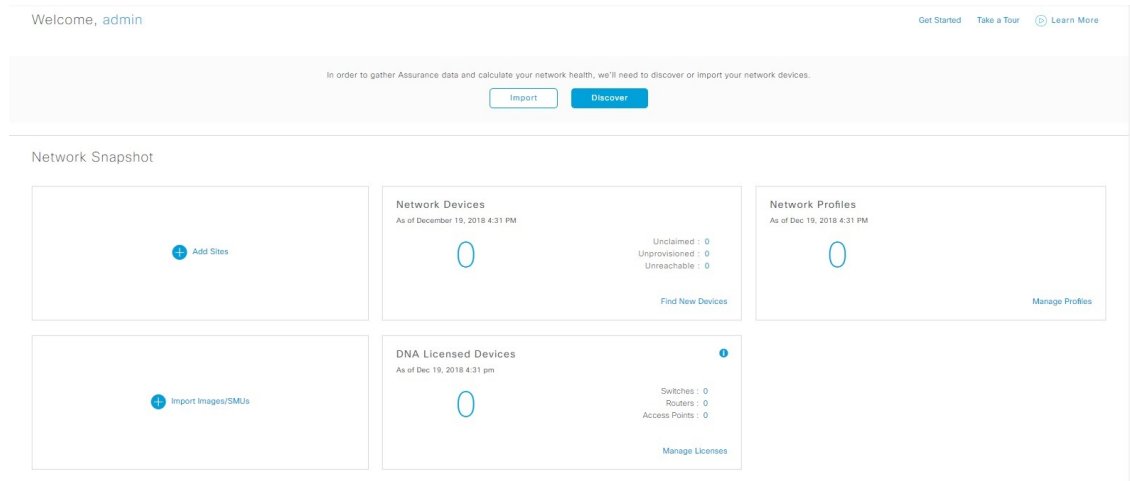 Welcome, admin
Get Started Take a Tour Learn More
In order to gather Assurance data and calculate your network health, we'll need to discover or import your network devices.
Import Discover
Network Snapshot
Add Sites
Network Devices
As of December 19, 2018 4:31 PM
0
Unclaimed : 0
Unprovisioned : 0
Unreachable : 0
Find New Devices
Network Profiles
As of Dec 19, 2018 4:31 PM
0
Manage Profiles
Import Images/SMUs
DNA Licensed Devices
As of Dec 19, 2018 4:31 pm
0
Switches : 0
Routers : 0
Access Points : 0
Manage Licenses